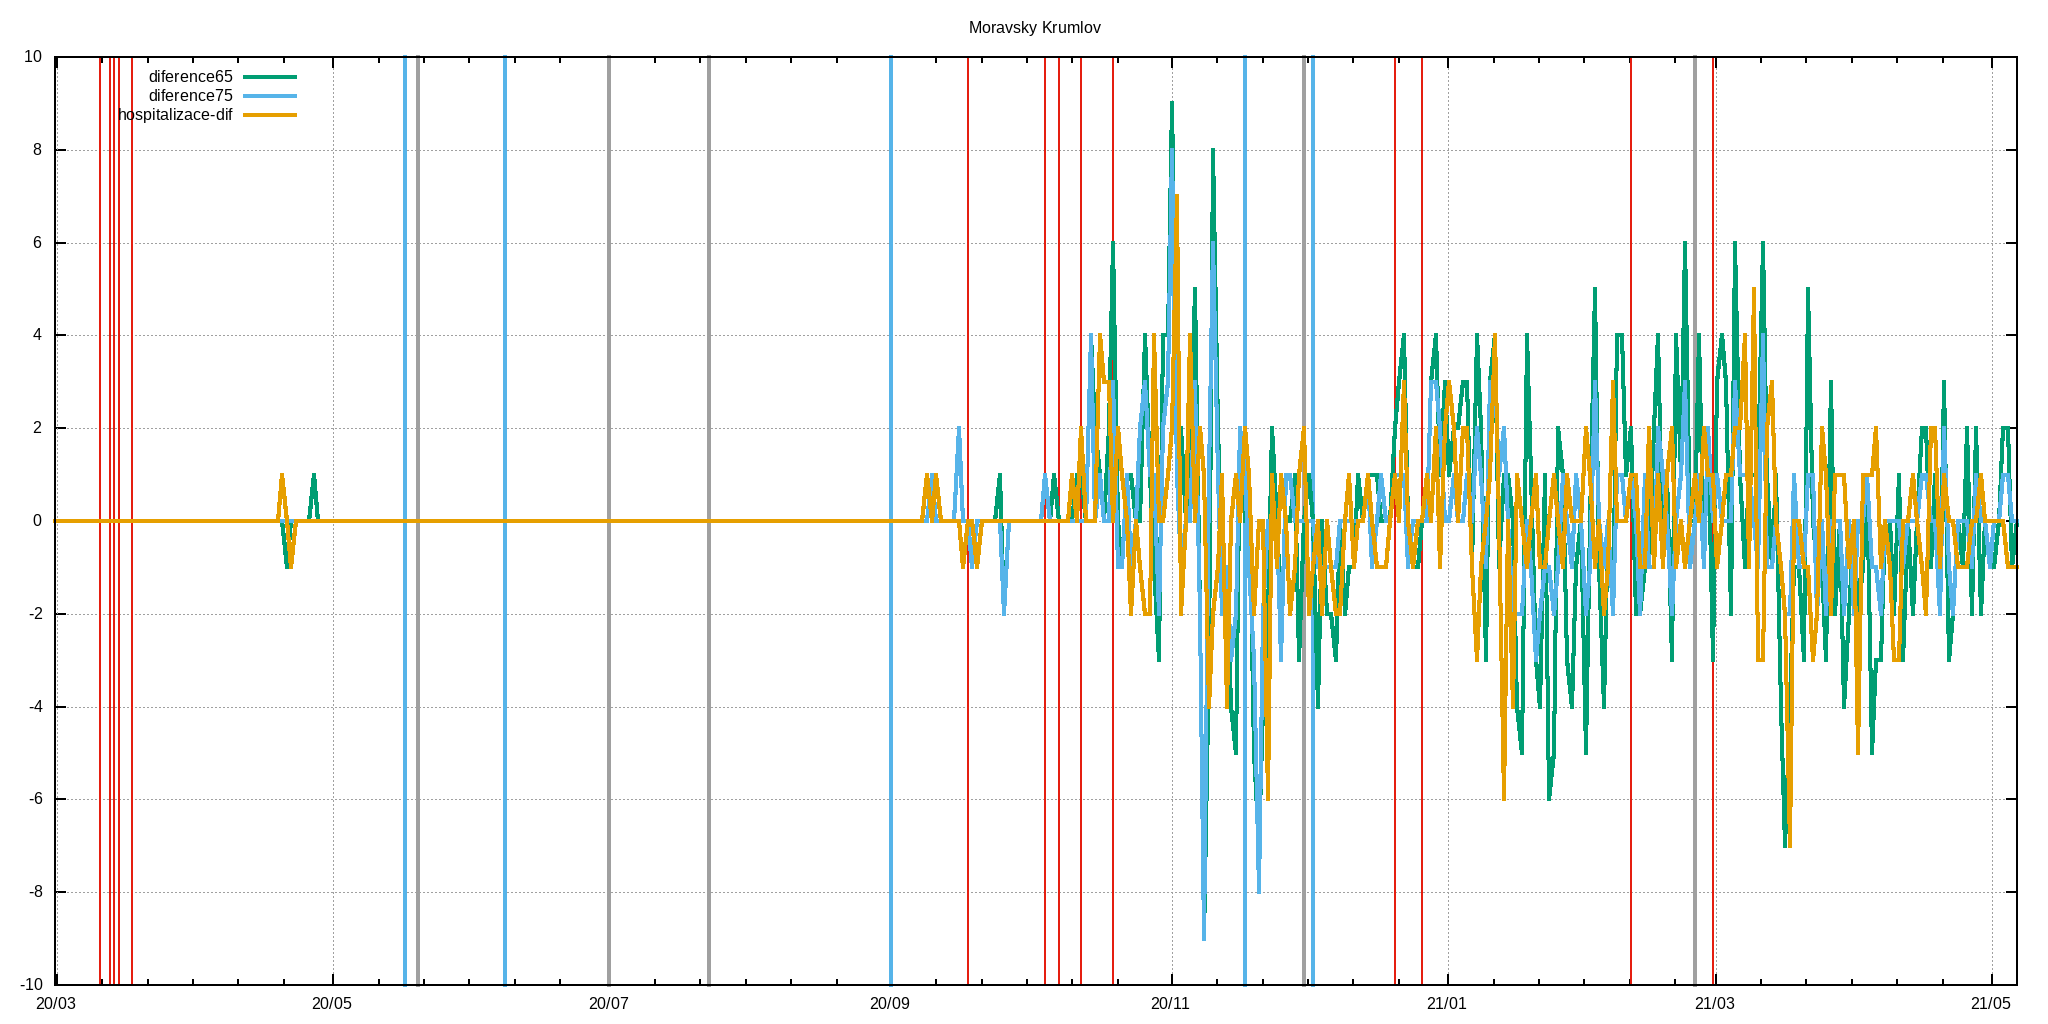 Moravsky Krumlov
10
8
6
4
2
0
-2
-4
-6
-8
-10
diference65
diference75
hospitalizace-dif
20/03 20/05 20/07 20/09 20/11 21/01 21/03 21/05